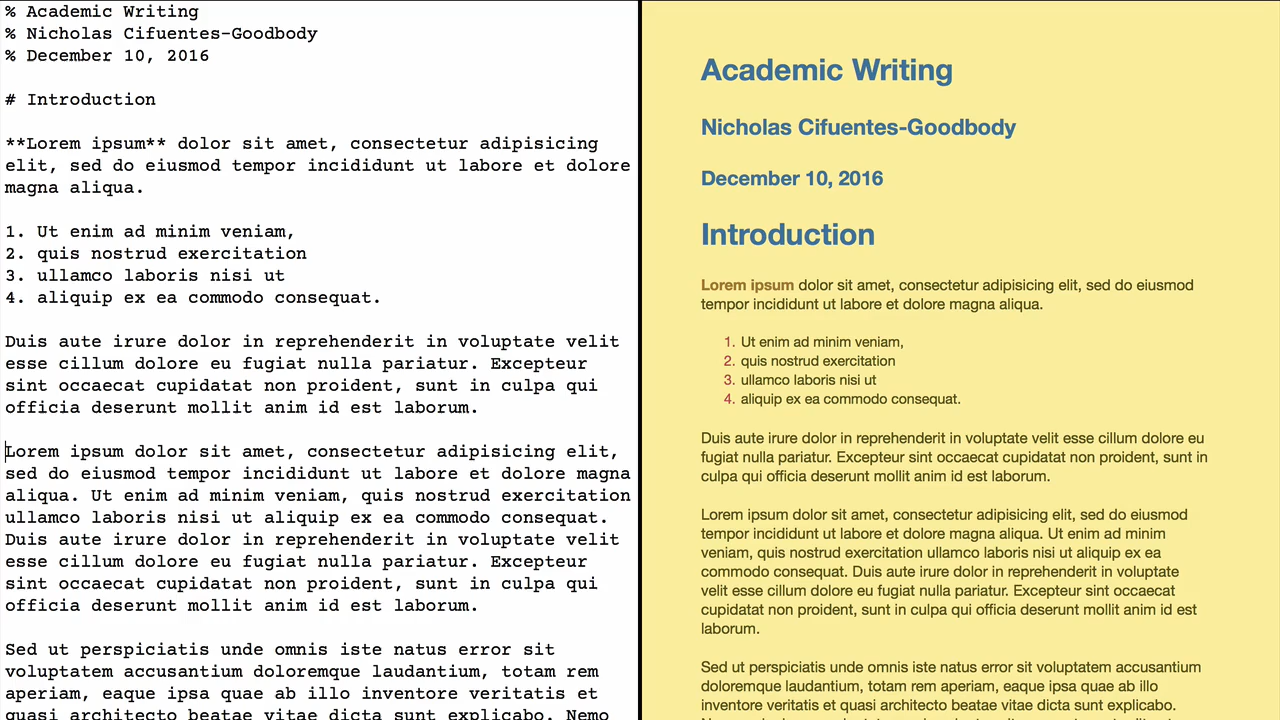 % Academic Writing
% Nicholas Cifuentes-Goodbody
% December 10, 2016
# Introduction
**Lorem ipsum** dolor sit amet, consectetur adipisicing
elit, sed do eiusmod tempor incididunt ut labore et dolore
magna aliqua.
1. Ut enim ad minim veniam,
2. quis nostrud exercitation
3. ullamco laboris nisi ut
4. aliquip ex ea commodo consequat.
Duis aute irure dolor in reprehenderit in voluptate velit
esse cillum dolore eu fugiat nulla pariatur. Excepteur
sint occaecat cupidatat non proident, sunt in culpa qui
officia deserunt mollit anim id est laborum.
Lorem ipsum dolor sit amet, consectetur adipisicing elit,
sed do eiusmod tempor incididunt ut labore et dolore magna
aliqua. Ut enim ad minim veniam, quis nostrud exercitation
ullamco laboris nisi ut aliquip ex ea commodo consequat.
Duis aute irure dolor in reprehenderit in voluptate velit
esse cillum dolore eu fugiat nulla pariatur. Excepteur
sint occaecat cupidatat non proident, sunt in culpa qui
officia deserunt mollit anim id est laborum.
Sed ut perspiciatis unde omnis iste natus error sit
voluptatem accusantium doloremque laudantium, totam rem
aperiam, eaque ipsa quae ab illo inventore veritatis et
quasi architecto beatae vitae dicta sunt explicabo. Nemo
Academic Writing
Nicholas Cifuentes-Goodbody
December 10, 2016
Introduction
Lorem ipsum dolor sit amet, consectetur adipisicing elit, sed do eiusmod
tempor incididunt ut labore et dolore magna aliqua.
1. Ut enim ad minim veniam,
2. quis nostrud exercitation
3. ullamco laboris nisi ut
4. aliquip ex ea commodo consequat.
Duis aute irure dolor in reprehenderit in voluptate velit esse cillum dolore eu
fugiat nulla pariatur. Excepteur sint occaecat cupidatat non proident, sunt in
culpa qui officia deserunt mollit anim id est laborum.
Lorem ipsum dolor sit amet, consectetur adipisicing elit, sed do eiusmod
tempor incididunt ut labore et dolore magna aliqua. Ut enim ad minim
veniam, quis nostrud exercitation ullamco laboris nisi ut aliquip ex ea
commodo consequat. Duis aute irure dolor in reprehenderit in voluptate
velit esse cillum dolore eu fugiat nulla pariatur. Excepteur sint occaecat
cupidatat non proident, sunt in culpa qui officia deserunt mollit anim id est
laborum.
Sed ut perspiciatis unde omnis iste natus error sit voluptatem accusantium
doloremque laudantium, totam rem aperiam, eaque ipsa quae ab illo
inventore veritatis et quasi architecto beatae vitae dicta sunt explicabo.